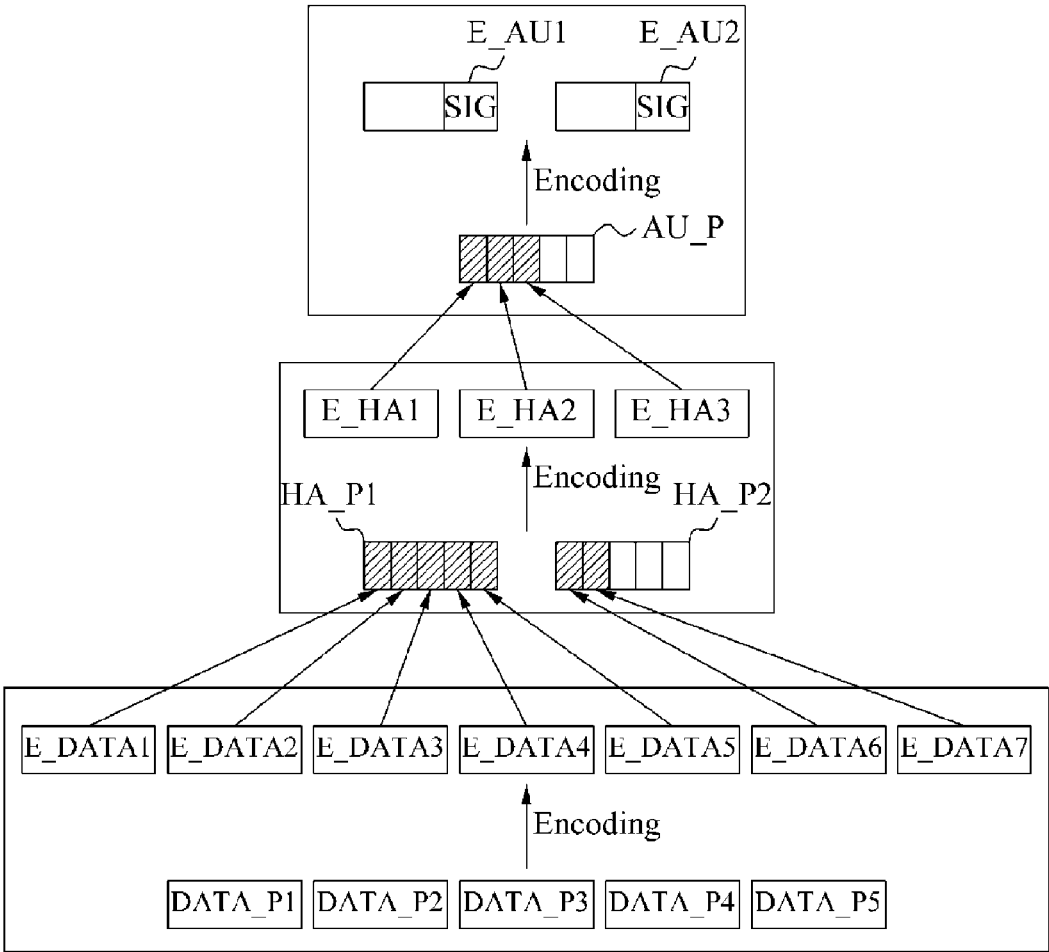 E_AU1 E_AU2
SIG SIG
Encoding
AU_P
E_HA1 E_HA2 E_HA3
Encoding
HA_P1 HA_P2
E_DATA1 E_DATA2 E_DATA3 E_DATA4 E_DATA5 E_DATA6 E_DATA7
Encoding
DATA_P1 DATA_P2 DATA_P3 DATA_P4 DATA_P5